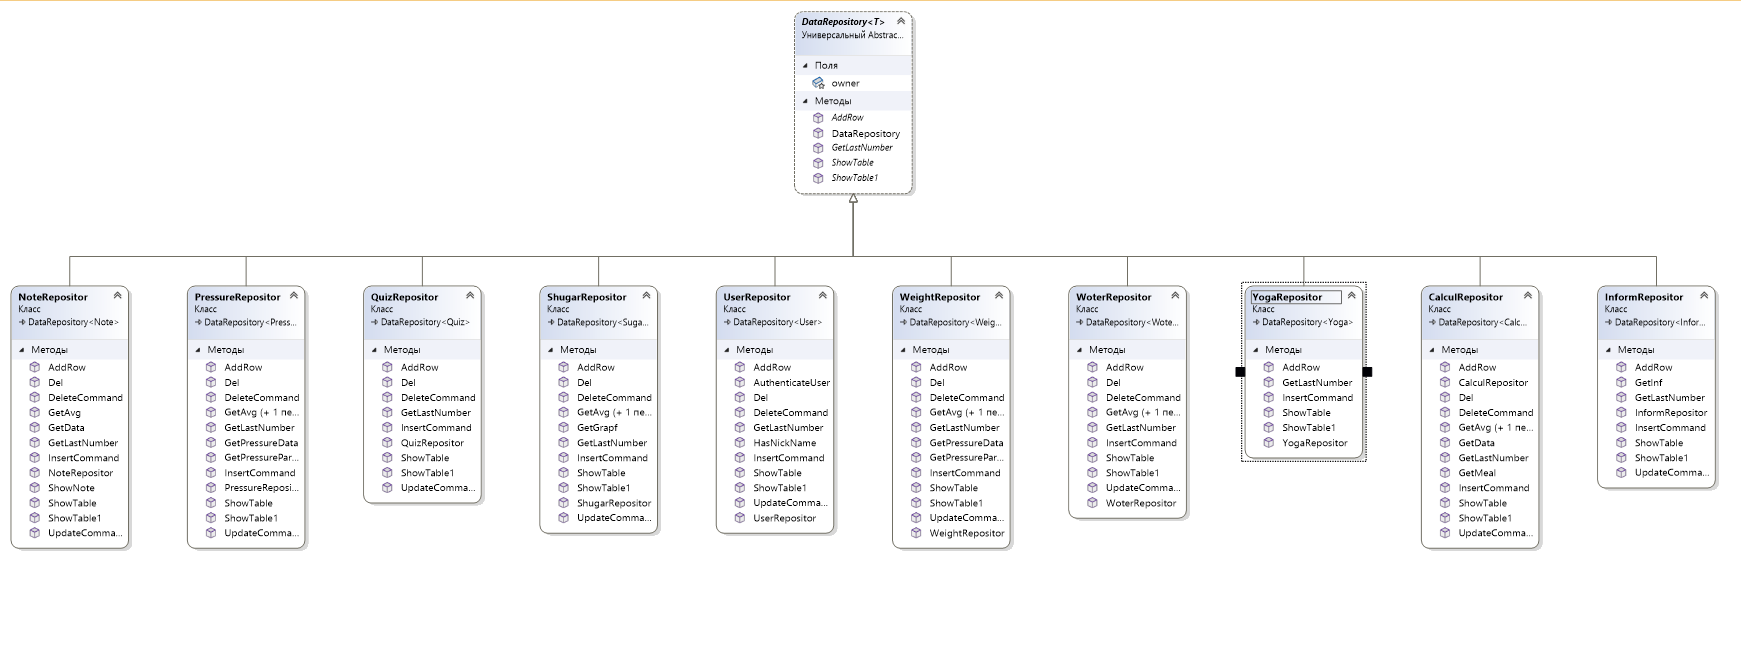 DataRepository<T>
Универсальный Abstrac...
Поля
owner
Методы
AddRow
DataRepository
GetLastNumber
ShowTable
ShowTable1
NoteRepositor
Класс
DataRepository<Note>
Методы
AddRow
Del
DeleteCommand
GetAvg
GetData
GetLastNumber
InsertCommand
NoteRepositor
ShowNote
ShowTable
ShowTable1
UpdateComma...
PressureRepositor
Класс
DataRepository<Press...
Методы
AddRow
Del
DeleteCommand
GetAvg (+ 1 пе...
GetLastNumber
GetPressureData
GetPressurePar...
InsertCommand
PressureReposi...
ShowTable
ShowTable1
UpdateComma...
QuizRepositor
Класс
DataRepository<Quiz>
Методы
AddRow
Del
DeleteCommand
GetLastNumber
InsertCommand
QuizRepositor
ShowTable
ShowTable1
UpdateComma...
ShugarRepositor
Класс
DataRepository<Suga...
Методы
AddRow
Del
DeleteCommand
GetAvg (+ 1 пе...
GetGrapf
GetLastNumber
InsertCommand
ShowTable
ShowTable1
ShugarRepositor
UpdateComma...
UserRepositor
Класс
DataRepository<User>
Методы
AddRow
AuthenticateUser
Del
DeleteCommand
GetLastNumber
HasNickName
InsertCommand
ShowTable
ShowTable1
UpdateComma...
UserRepositor
WeightRepositor
Класс
DataRepository<Weig...
Методы
AddRow
Del
DeleteCommand
GetAvg (+ 1 пе...
GetLastNumber
GetPressureData
GetPressurePar...
InsertCommand
ShowTable
ShowTable1
UpdateComma...
WeightRepositor
WoterRepositor
Класс
DataRepository<Wote...
Методы
AddRow
Del
DeleteCommand
GetAvg (+ 1 пе...
GetLastNumber
InsertCommand
ShowTable
ShowTable1
UpdateComma...
WoterRepositor
YogaRepositor
Класс
DataRepository<Yoga>
Методы
AddRow
GetLastNumber
InsertCommand
ShowTable
ShowTable1
YogaRepositor
CalculRepositor
Класс
DataRepository<Calc...
Методы
AddRow
CalculRepositor
Del
DeleteCommand
GetAvg (+ 1 пе...
GetData
GetLastNumber
GetMeal
InsertCommand
ShowTable
ShowTable1
UpdateComma...
InformRepositor
Класс
DataRepository<Infor...
Методы
AddRow
GetInf
GetLastNumber
InformRepositor
InsertCommand
ShowTable
ShowTable1
UpdateComma...